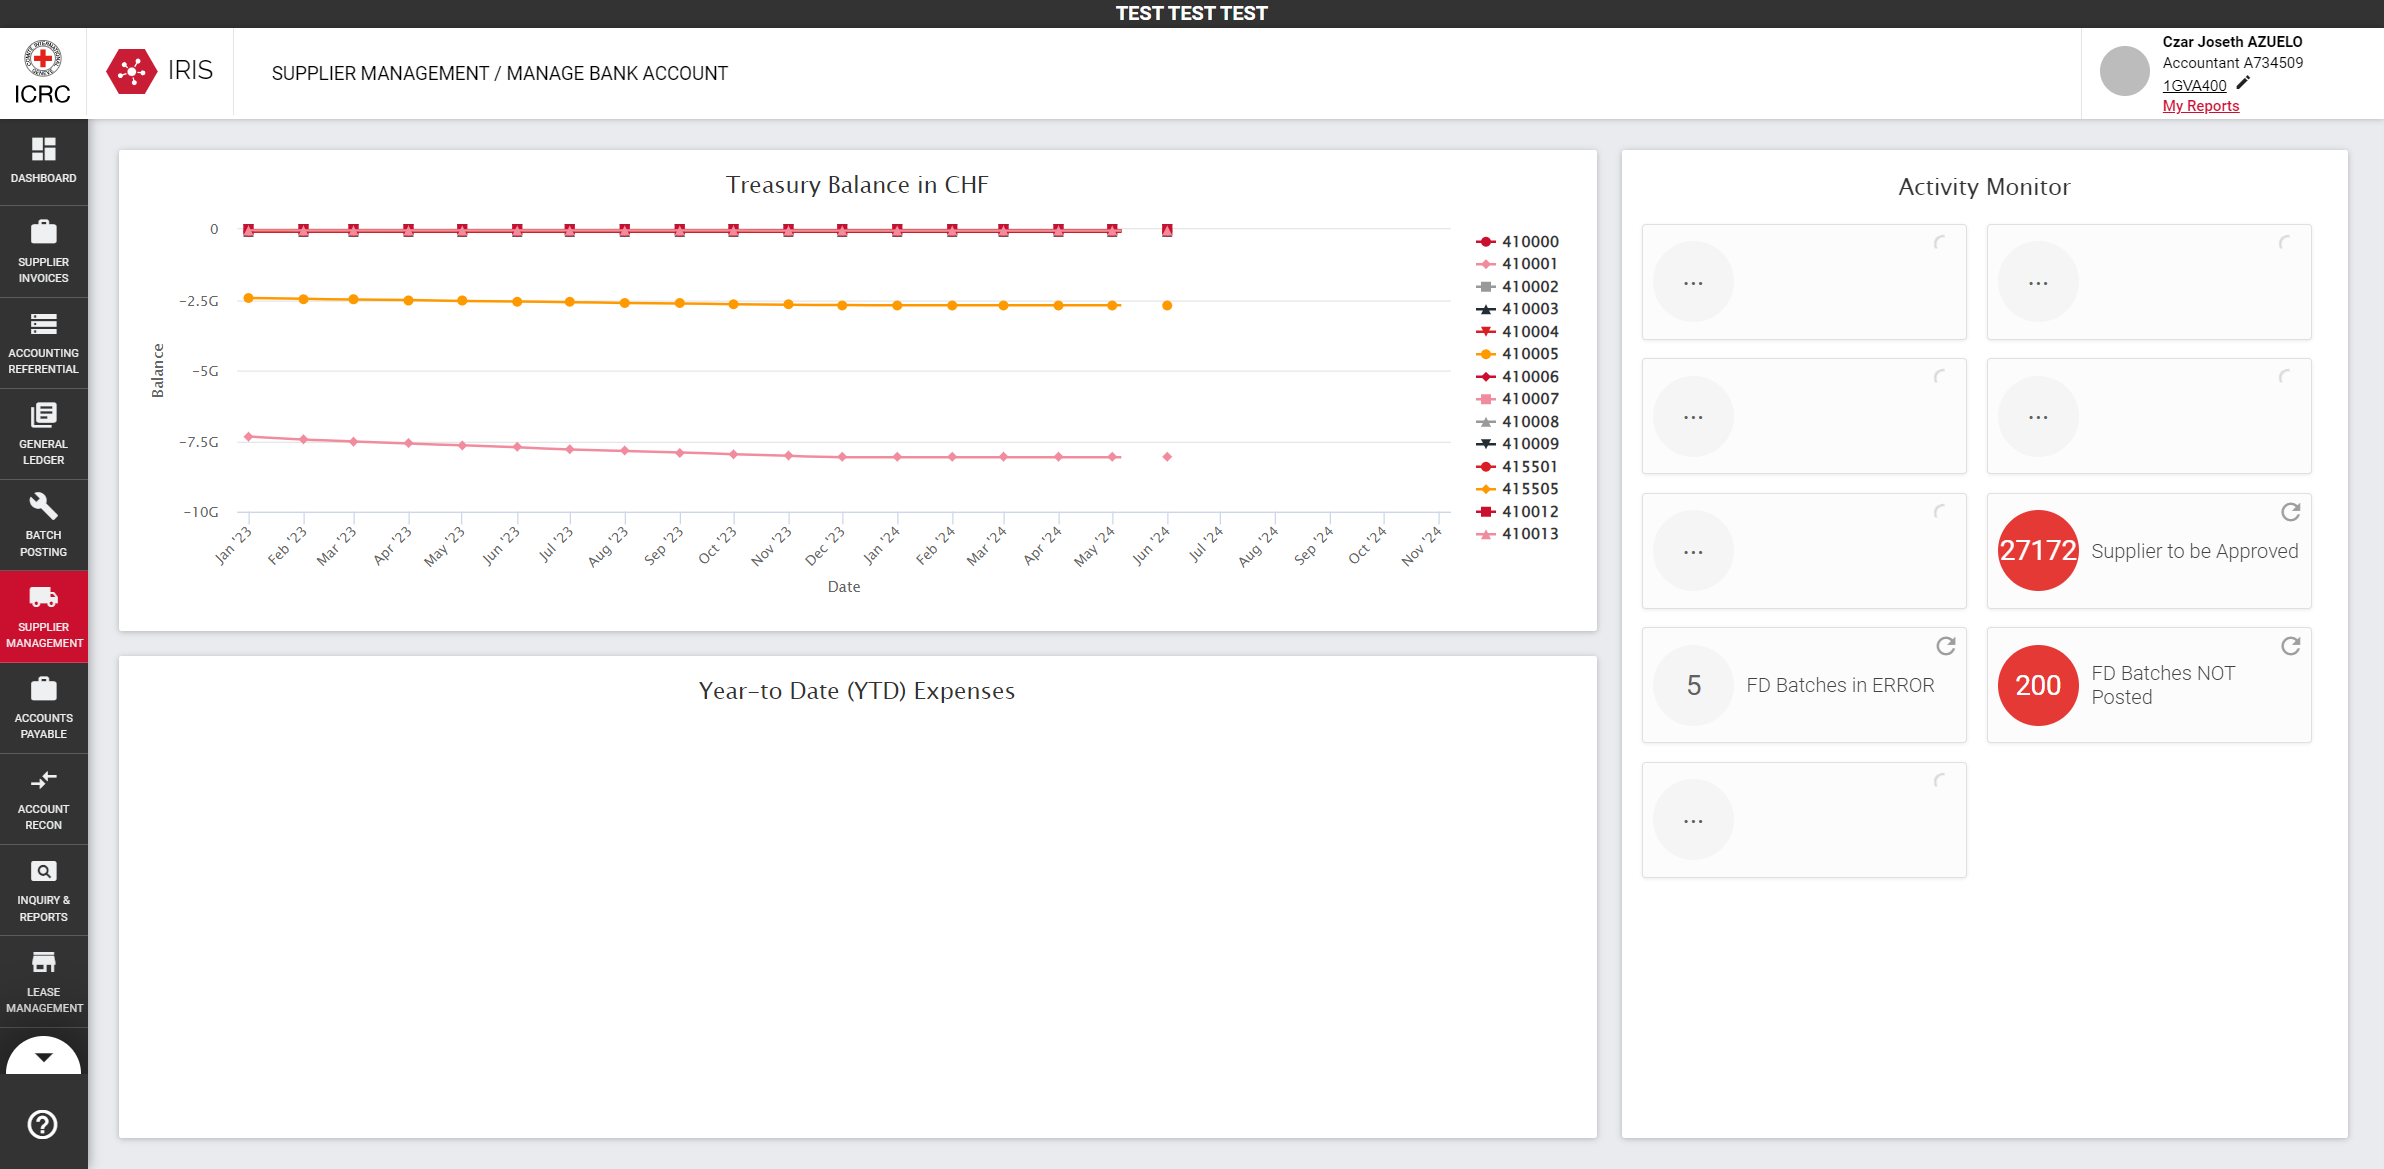 TEST TEST TEST
ICRC
IRIS
SUPPLIER MANAGEMENT / MANAGE BANK ACCOUNT
Czar Joseth AZUELO
Accountant A734509
1GVA400
My Reports
DASHBOARD
SUPPLIER
INVOICES
ACCOUNTING
REFERENTIAL
GENERAL
LEDGER
BATCH
POSTING
SUPPLIER
MANAGEMENT
ACCOUNTS
PAYABLE
ACCOUNT
RECON
INQUIRY &
REPORTS
LEASE
MANAGEMENT
Treasury Balance in CHF
Balance
0
-2.5G
-5G
-7.5G
-10G
Jan '23
Feb '23
Mar '23
Apr '23
May '23
Jun '23
Jul '23
Aug '23
Sep '23
Oct '23
Nov '23
Dec '23
Jan '24
Feb '24
Mar '24
Apr '24
May '24
Jun '24
Jul '24
Aug '24
Sep '24
Oct '24
Nov '24
Date
410000
410001
410002
410003
410004
410005
410006
410007
410008
410009
415501
415505
410012
410013
Year-to Date (YTD) Expenses
Activity Monitor
...
...
...
...
...
27172
Supplier to be Approved
5
FD Batches in ERROR
200
FD Batches NOT
Posted
...